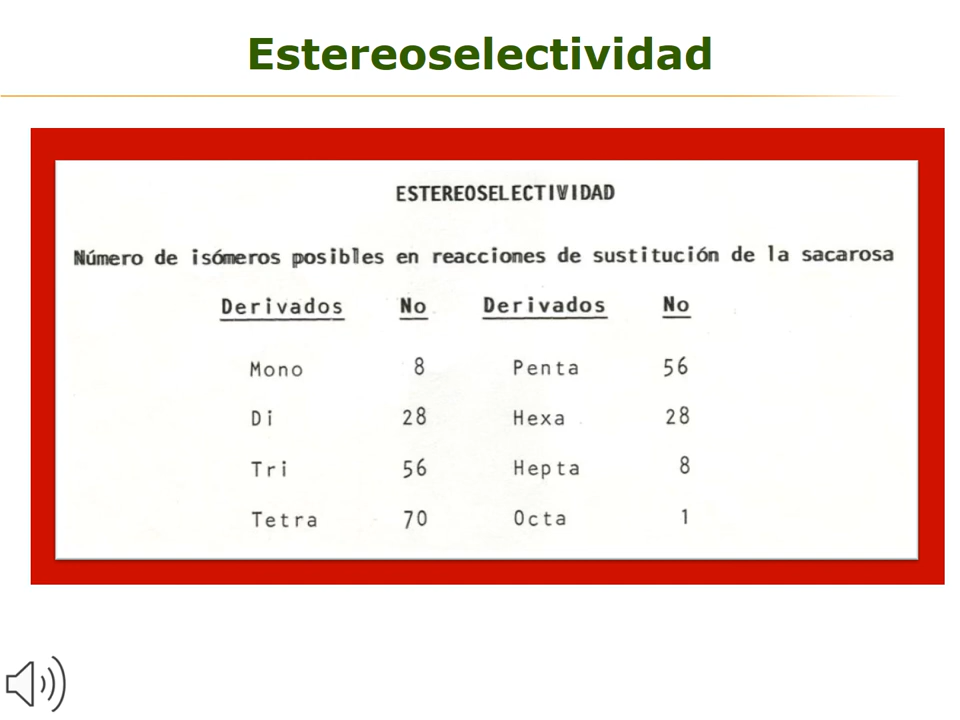 Estereoselectividad
ESTEREOSELECTIVIDAD
Número de isómeros posibles en reacciones de sustitución de la sacarosa
Derivados No Derivados No
Mono 8 Penta 56
Di 28 Hexa 28
Tri 56 Hepta 8
Tetra 70 Octa 1